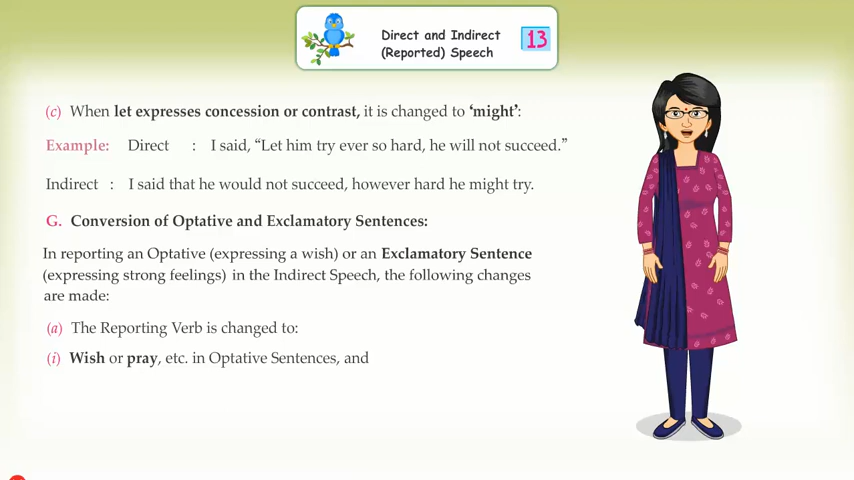 Direct and Indirect
(Reported) Speech
13
(c) When let expresses concession or contrast, it is changed to ‘might’:
Example: Direct : I said, “Let him try ever so hard, he will not succeed.”
Indirect : I said that he would not succeed, however hard he might try.
G. Conversion of Optative and Exclamatory Sentences:
In reporting an Optative (expressing a wish) or an Exclamatory Sentence
(expressing strong feelings) in the Indirect Speech, the following changes
are made:
(a) The Reporting Verb is changed to:
(i) Wish or pray, etc. in Optative Sentences, and